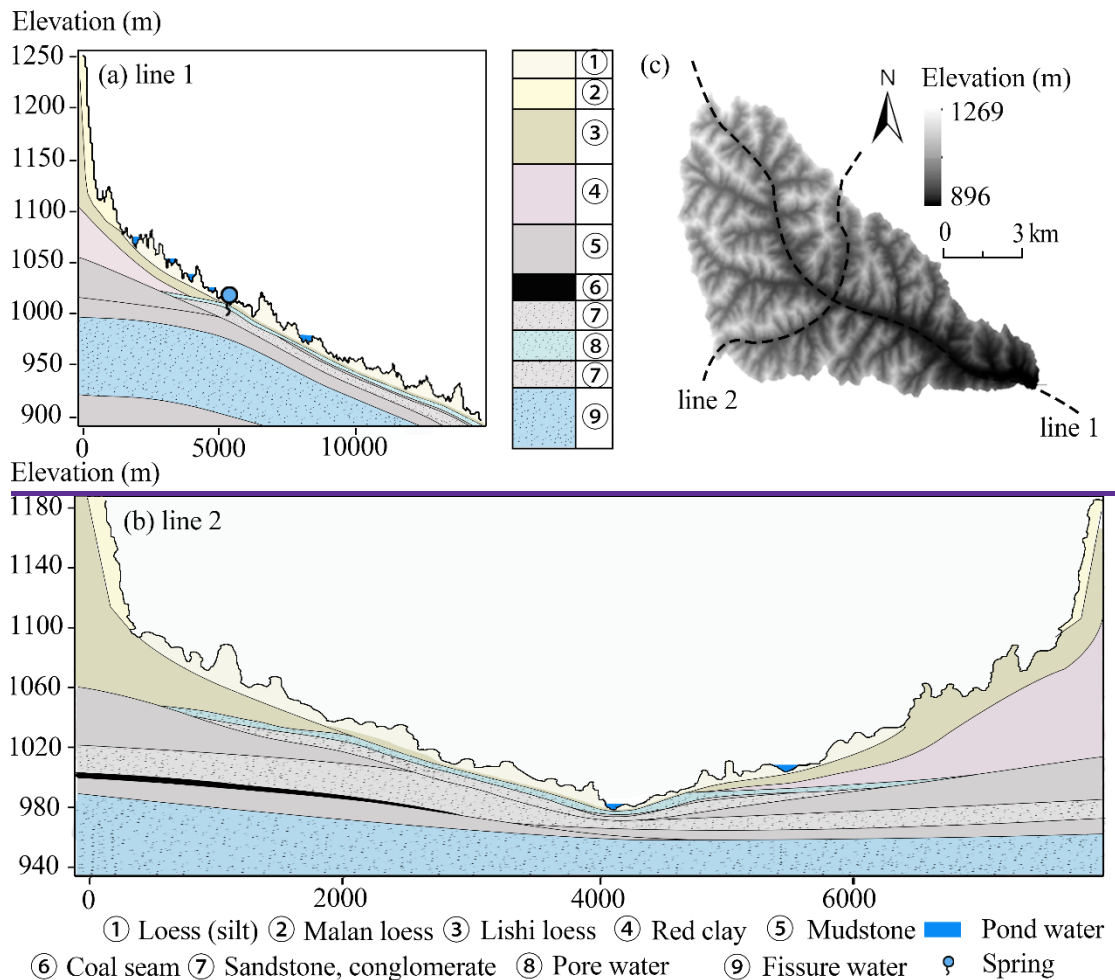 Elevation (m)
1250
1200
1150
1100
1050
1000
950
900
(a) line 1
0 5000 10000
①
②
③
④
⑤
⑥
⑦
⑧
⑦
⑨
(c)
N
Elevation (m)
1269
896
0 3 km
line 2
line 1
Elevation (m)
1180
1140
1100
1060
1020
980
940
(b) line 2
0 2000 4000 6000
① Loess (silt) ② Malan loess ③ Lishi loess ④ Red clay ⑤ Mudstone Pond water
⑥ Coal seam ⑦ Sandstone, conglomerate ⑧ Pore water ⑨ Fissure water Spring